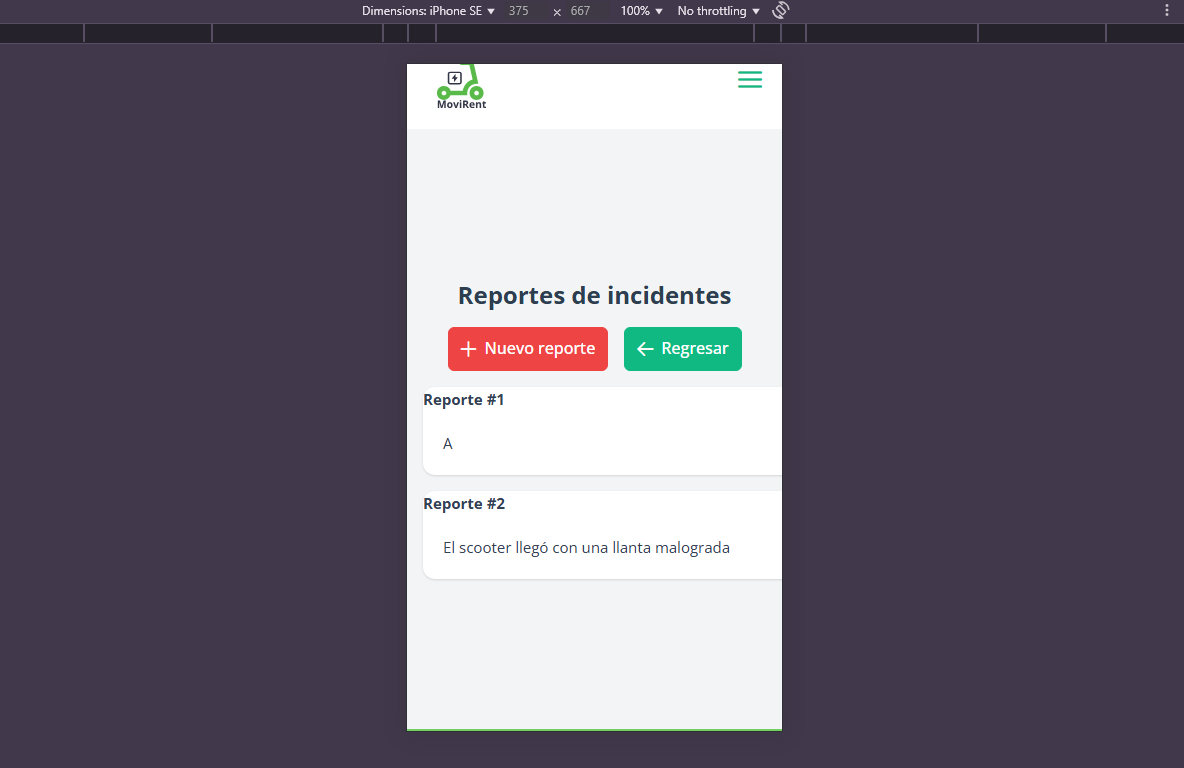 Dimensions: iPhone SE 375 × 667 100% No throttling
MoviRent
Reportes de incidentes
Nuevo reporte Regresar
Reporte #1
A
Reporte #2
El scooter llegó con una llanta malograda